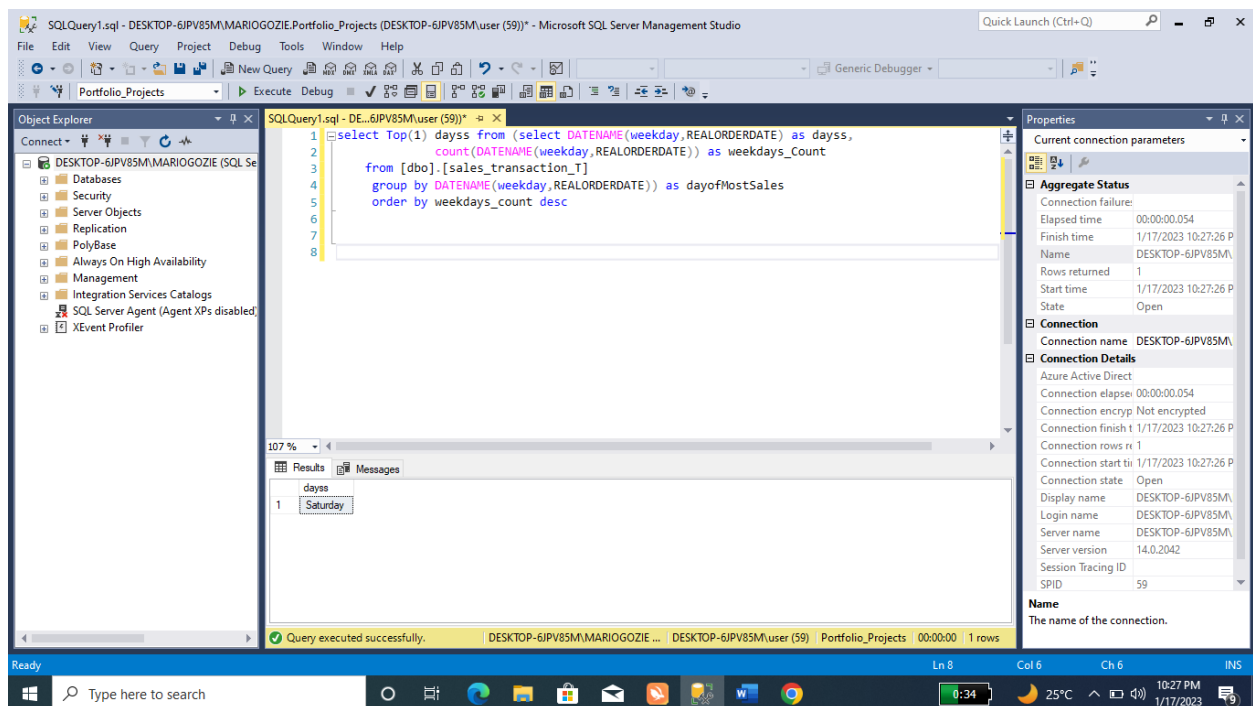 SQLQuery1.sql - DESKTOP-6JPV85M\MARIOGOZIE.Portfolio_Projects (DESKTOP-6JPV85M\user (59))* - Microsoft SQL Server Management Studio
Quick Launch (Ctrl+Q)
File Edit View Query Project Debug Tools Window Help
New Query
Generic Debugger
Portfolio_Projects
Execute Debug
Object Explorer
Connect
DESKTOP-6JPV85M\MARIOGOZIE (SQL Se
Databases
Security
Server Objects
Replication
PolyBase
Always On High Availability
Management
Integration Services Catalogs
SQL Server Agent (Agent XPs disabled)
XEvent Profiler
SQLQuery1.sql - DE...6JPV85M\user (59))*
1 select Top(1) dayss from (select DATENAME(weekday,REALORDERDATE) as dayss,
2 count(DATENAME(weekday,REALORDERDATE)) as weekdays_Count
3 from [dbo].[sales_transaction_T]
4 group by DATENAME(weekday,REALORDERDATE)) as dayofMostSales
5 order by weekdays_count desc
6
7
8
107 %
Results Messages
dayss
1 Saturday
Query executed successfully. DESKTOP-6JPV85M\MARIOGOZIE ... DESKTOP-6JPV85M\user (59) Portfolio_Projects 00:00:00 1 rows
Properties
Current connection parameters
Aggregate Status
Connection failure
Elapsed time 00:00:00.054
Finish time 1/17/2023 10:27:26 P
Name DESKTOP-6JPV85M\
Rows returned 1
Start time 1/17/2023 10:27:26 P
State Open
Connection
Connection name DESKTOP-6JPV85M\
Connection Details
Azure Active Direct
Connection elapse 00:00:00.054
Connection encryp Not encrypted
Connection finish t 1/17/2023 10:27:26 P
Connection rows re 1
Connection start ti 1/17/2023 10:27:26 P
Connection state Open
Display name DESKTOP-6JPV85M\
Login name DESKTOP-6JPV85M\
Server name DESKTOP-6JPV85M\
Server version 14.0.2042
Session Tracing ID
SPID 59
Name
The name of the connection.
Ready Ln 8 Col 6 Ch 6 INS
Type here to search
0:34
25°C
10:27 PM
1/17/2023